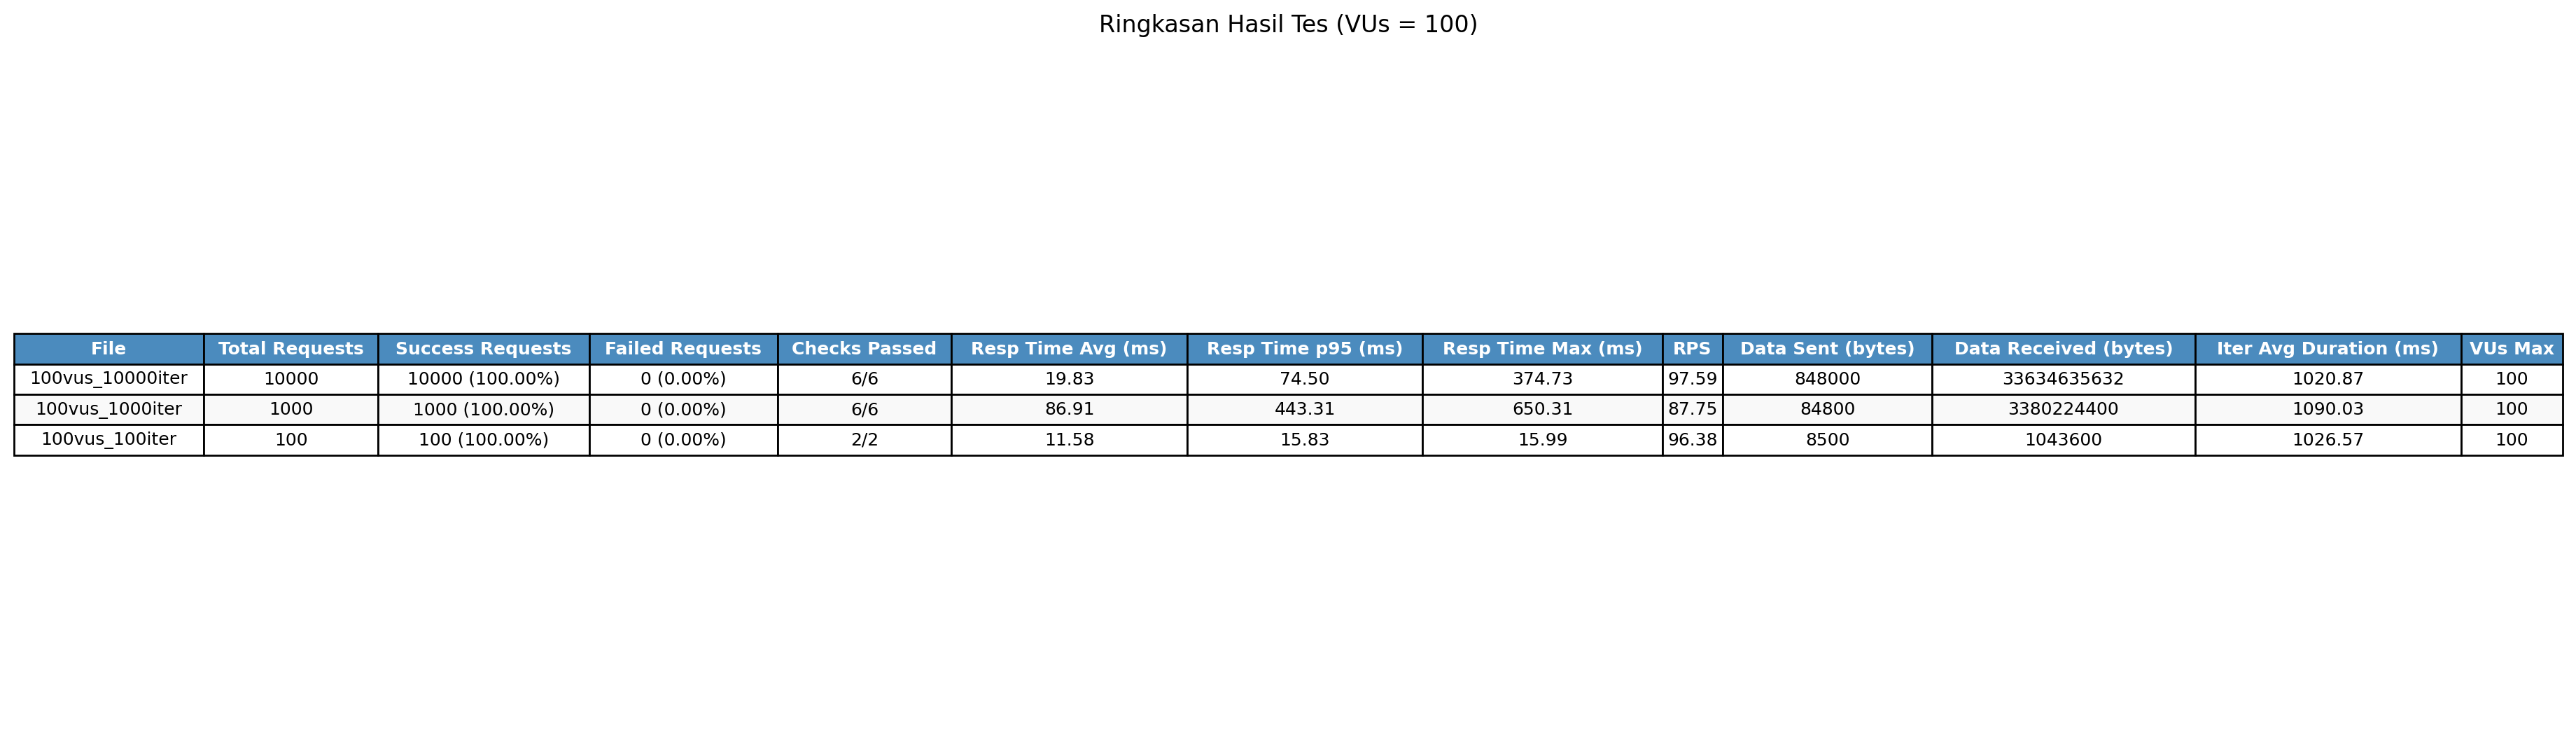 Ringkasan Hasil Tes (VUs = 100)
File Total Requests Success Requests Failed Requests Checks Passed Resp Time Avg (ms) Resp Time p95 (ms) Resp Time Max (ms) RPS Data Sent (bytes) Data Received (bytes) Iter Avg Duration (ms) VUs Max
100vus_10000iter 10000 10000 (100.00%) 0 (0.00%) 6/6 19.83 74.50 374.73 97.59 848000 33634635632 1020.87 100
100vus_1000iter 1000 1000 (100.00%) 0 (0.00%) 6/6 86.91 443.31 650.31 87.75 84800 3380224400 1090.03 100
100vus_100iter 100 100 (100.00%) 0 (0.00%) 2/2 11.58 15.83 15.99 96.38 8500 1043600 1026.57 100